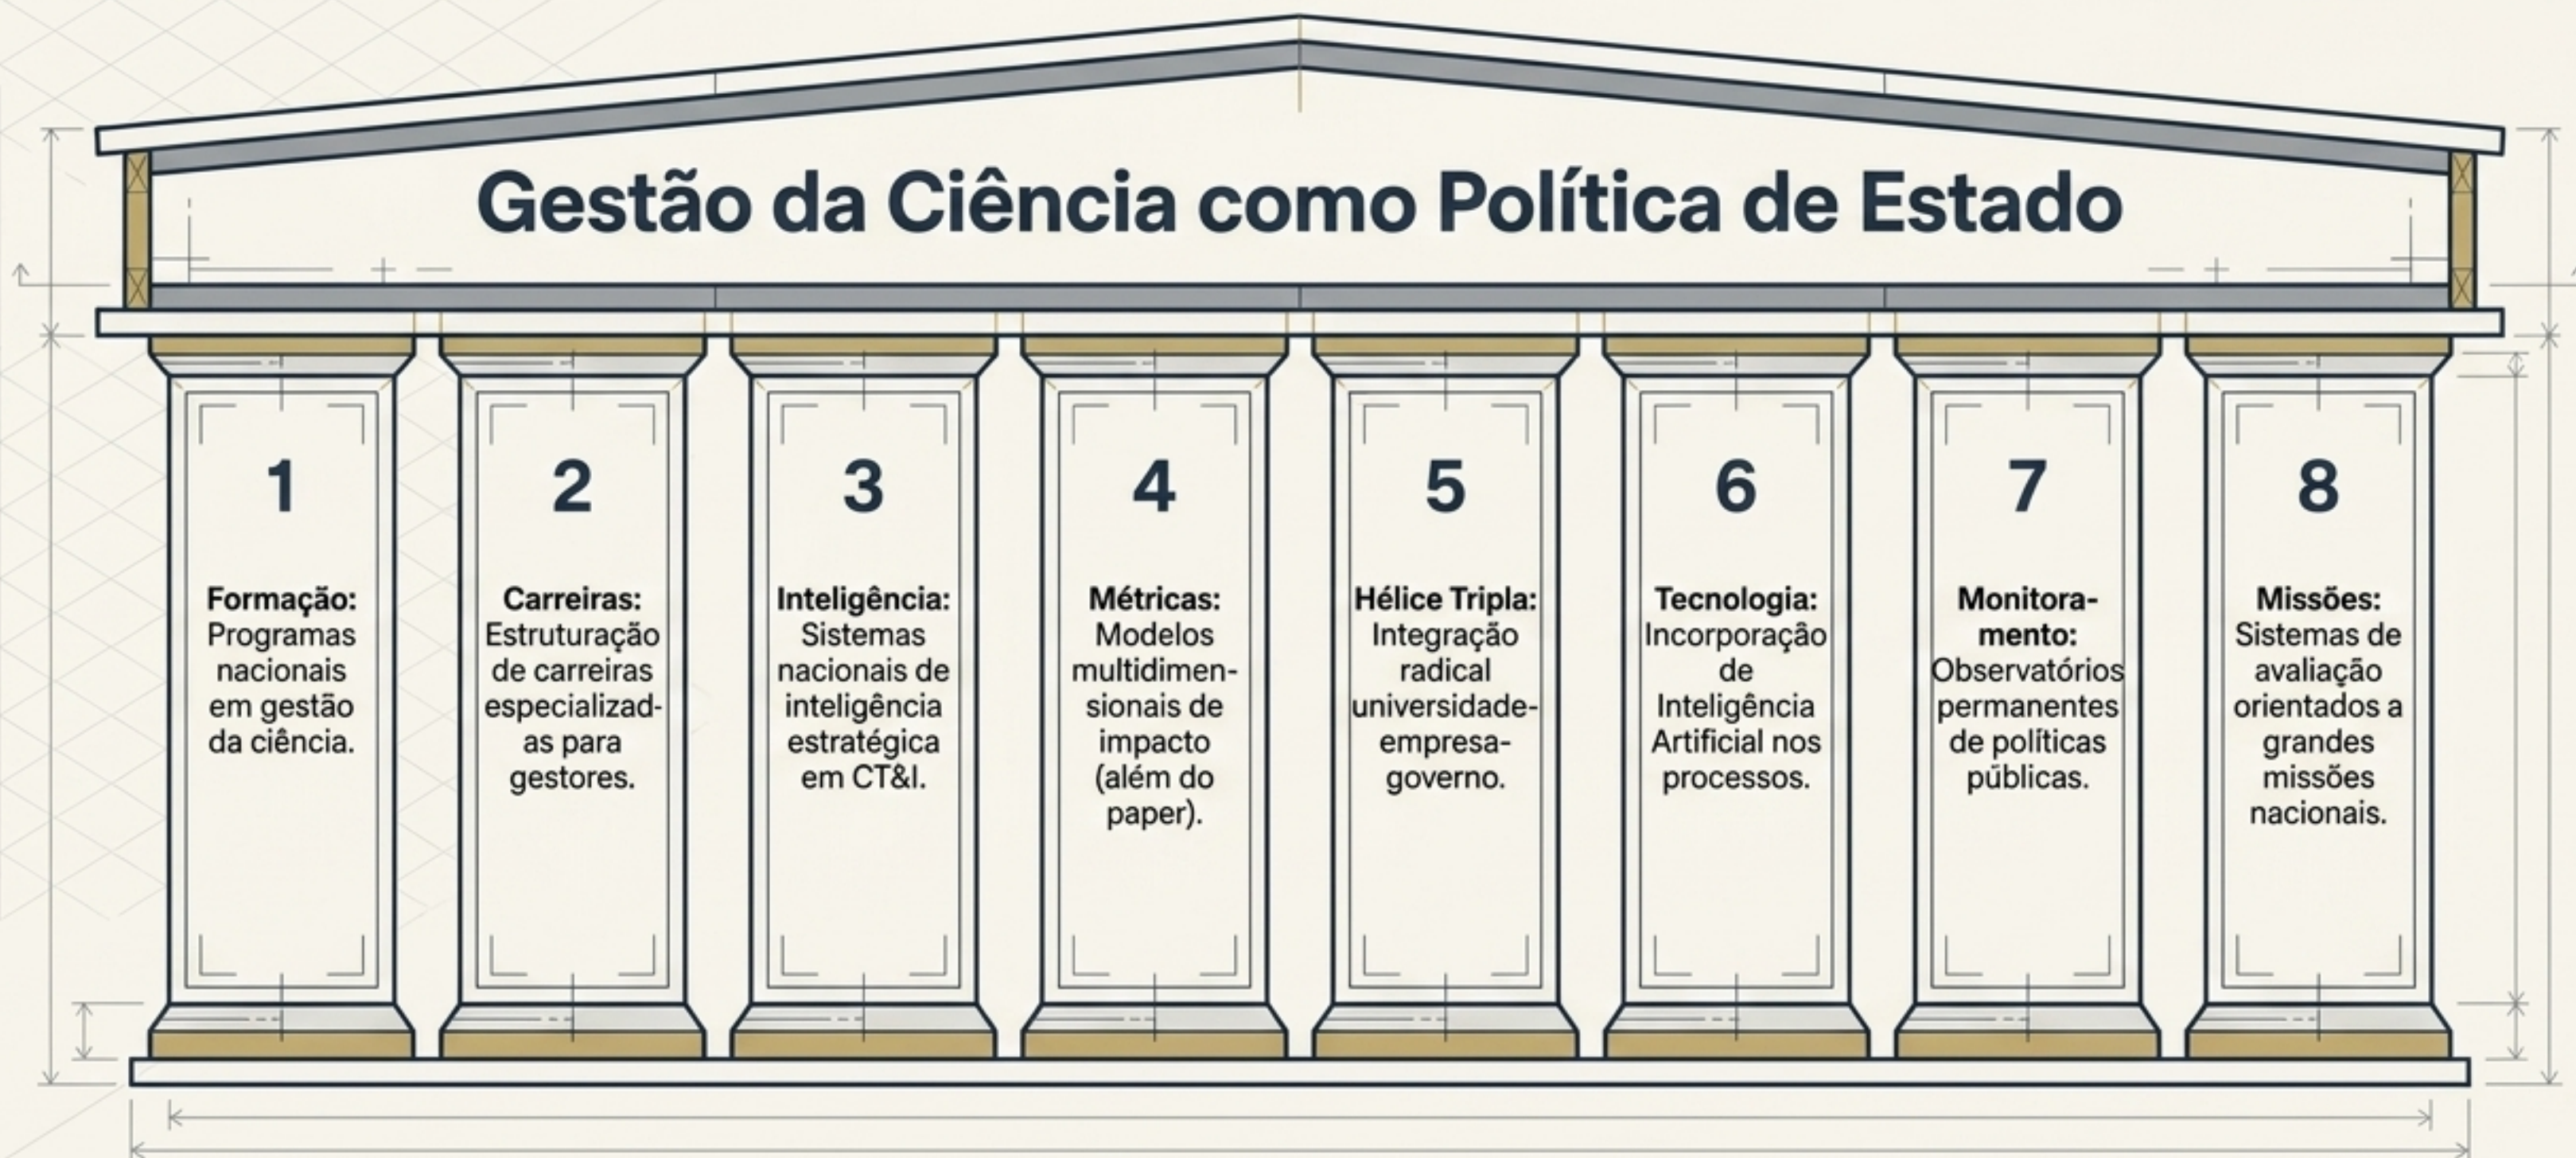 Gestão da Ciência como Política de Estado
1
Formação:
Programas
nacionais
em gestão
da ciência.
2
Carreiras:
Estruturação
de carreiras
especializad-
as para
gestores.
3
Inteligência:
Sistemas
nacionais de
inteligência
estratégica
em CT&I.
4
Métricas:
Modelos
multidimen-
sionais de
impacto
(além do
paper).
5
Hélice Tripla:
Integração
radical
universidade-
empresa-
governo.
6
Tecnologia:
Incorporação
de
Inteligência
Artificial nos
processos.
7
Monitora-
mento:
Observatórios
permanentes
de políticas
públicas.
8
Missões:
Sistemas de
avaliação
orientados a
grandes
missões
nacionais.